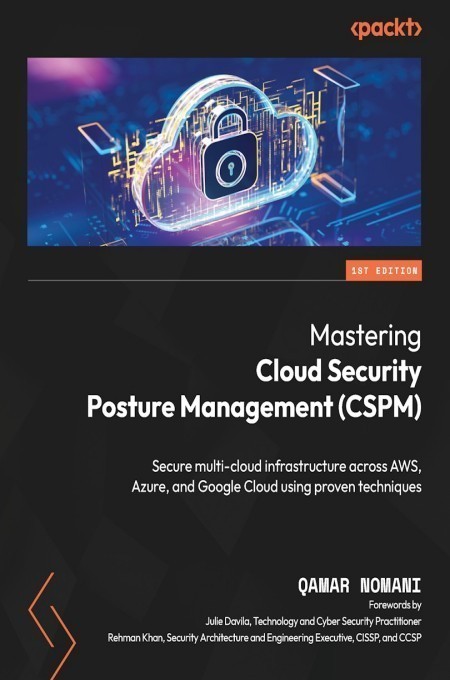 <packt>
1ST EDITION
Mastering
Cloud Security
Posture Management (CSPM)
Secure multi-cloud infrastructure across AWS,
Azure, and Google Cloud using proven techniques
QAMAR NOMANI
Forewords by
Julie Davila, Technology and Cyber Security Practitioner
Rehman Khan, Security Architecture and Engineering Executive, CISSP, and CCSP